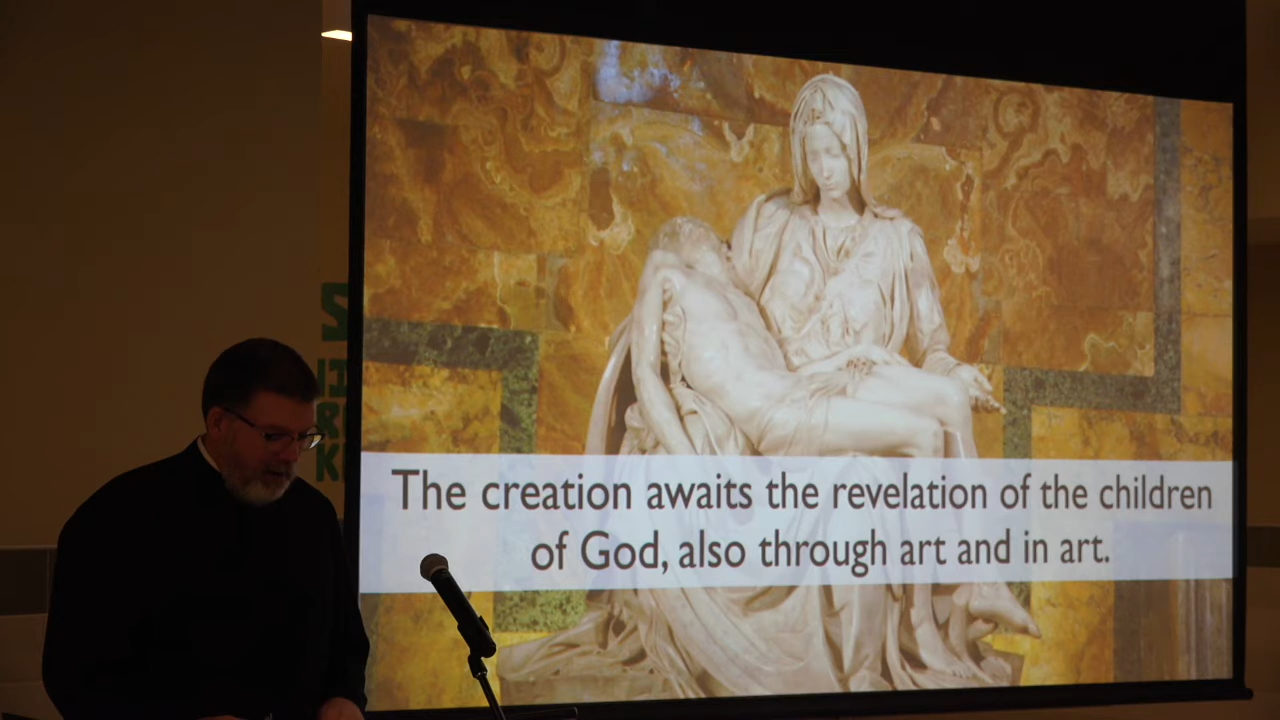 The creation awaits the revelation of the children
of God, also through art and in art.